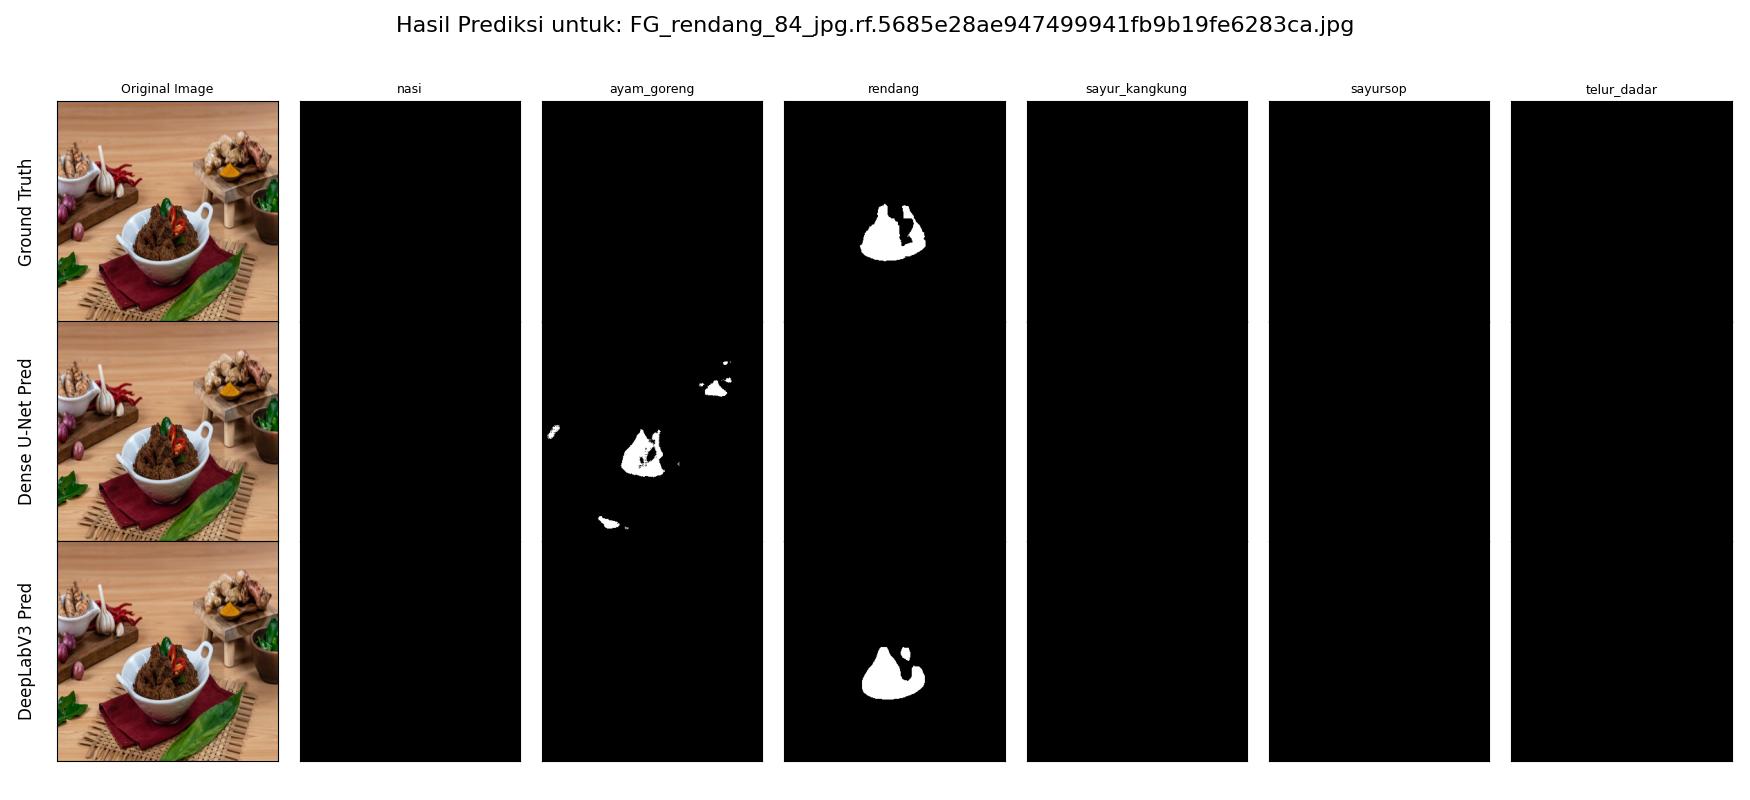 Hasil Prediksi untuk: FG_rendang_84_jpg.rf.5685e28ae947499941fb9b19fe6283ca.jpg
Original Image
nasi
ayam_goreng
rendang
sayur_kangkung
sayursop
telur_dadar
Ground Truth
Dense U-Net Pred
DeepLabV3 Pred